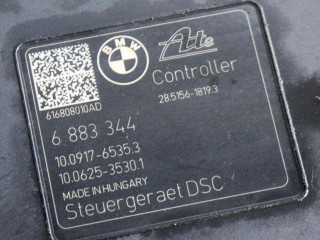 BMW
Ate
Controller
616808010AD
28.5156-1819.3
6 883 344
10.0917-6535.3
10.0625-3530.1
MADE IN HUNGARY
Steuergeraet DSC